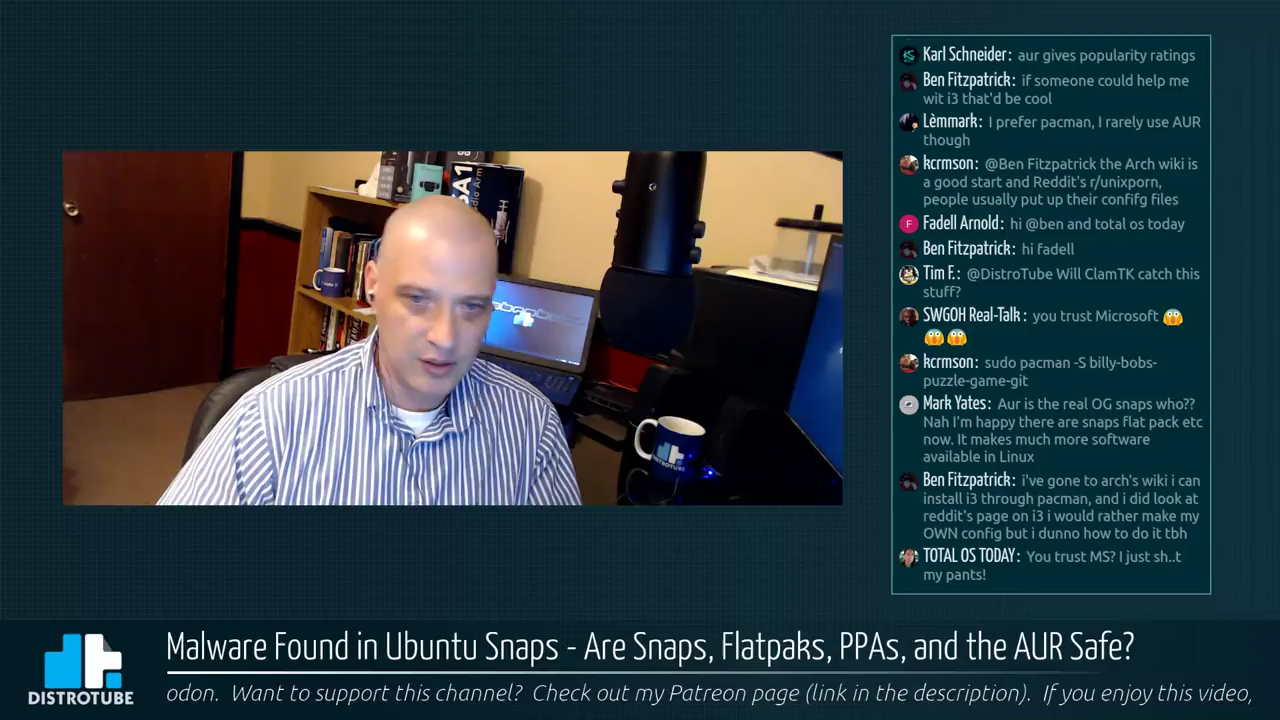 Karl Schneider: aur gives popularity ratings
Ben Fitzpatrick: if someone could help me
wit i3 that'd be cool
Lèmmark: I prefer pacman, I rarely use AUR
though
kcrmson: @Ben Fitzpatrick the Arch wiki is
a good start and Reddit's r/unixporn,
people usually put up their confifg files
F Fadell Arnold: hi @ben and total os today
Ben Fitzpatrick: hi fadell
Tim F.: @DistroTube Will ClamTK catch this
stuff?
SWGOH Real-Talk: you trust Microsoft 😱
😱😱
kcrmson: sudo pacman -S billy-bobs-
puzzle-game-git
Mark Yates: Aur is the real OG snaps who??
Nah I'm happy there are snaps flat pack etc
now. It makes much more software
available in Linux
Ben Fitzpatrick: i've gone to arch's wiki i can
install i3 through pacman, and i did look at
reddit's page on i3 i would rather make my
OWN config but i dunno how to do it tbh
TOTAL OS TODAY: You trust MS? I just sh..t
my pants!
DISTROTUBE
Malware Found in Ubuntu Snaps - Are Snaps, Flatpaks, PPAs, and the AUR Safe?
DISTROTUBE
odon. Want to support this channel? Check out my Patreon page (link in the description). If you enjoy this video,